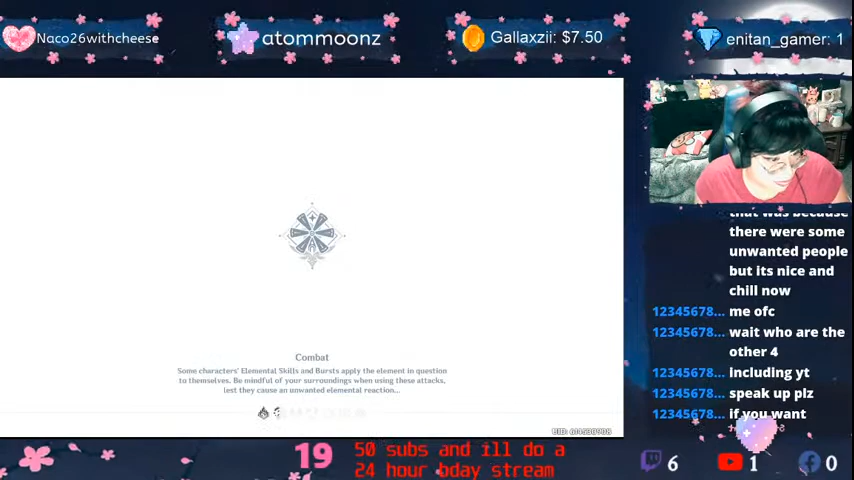 Naco26withcheese
atommoonz
Gallaxzii: $7.50
enitan_gamer: 1
that was because
there were some
unwanted people
but its nice and
chill now
12345678... me ofc
12345678... wait who are the
other 4
12345678... including yt
12345678... speak up plz
12345678... if you want
Combat
Some characters' Elemental Skills and Bursts apply the element in question
to themselves. Be mindful of your surroundings when using these attacks,
lest they cause an unwanted elemental reaction...
19
50 subs and ill do a
24 hour bday stream
6
1
0